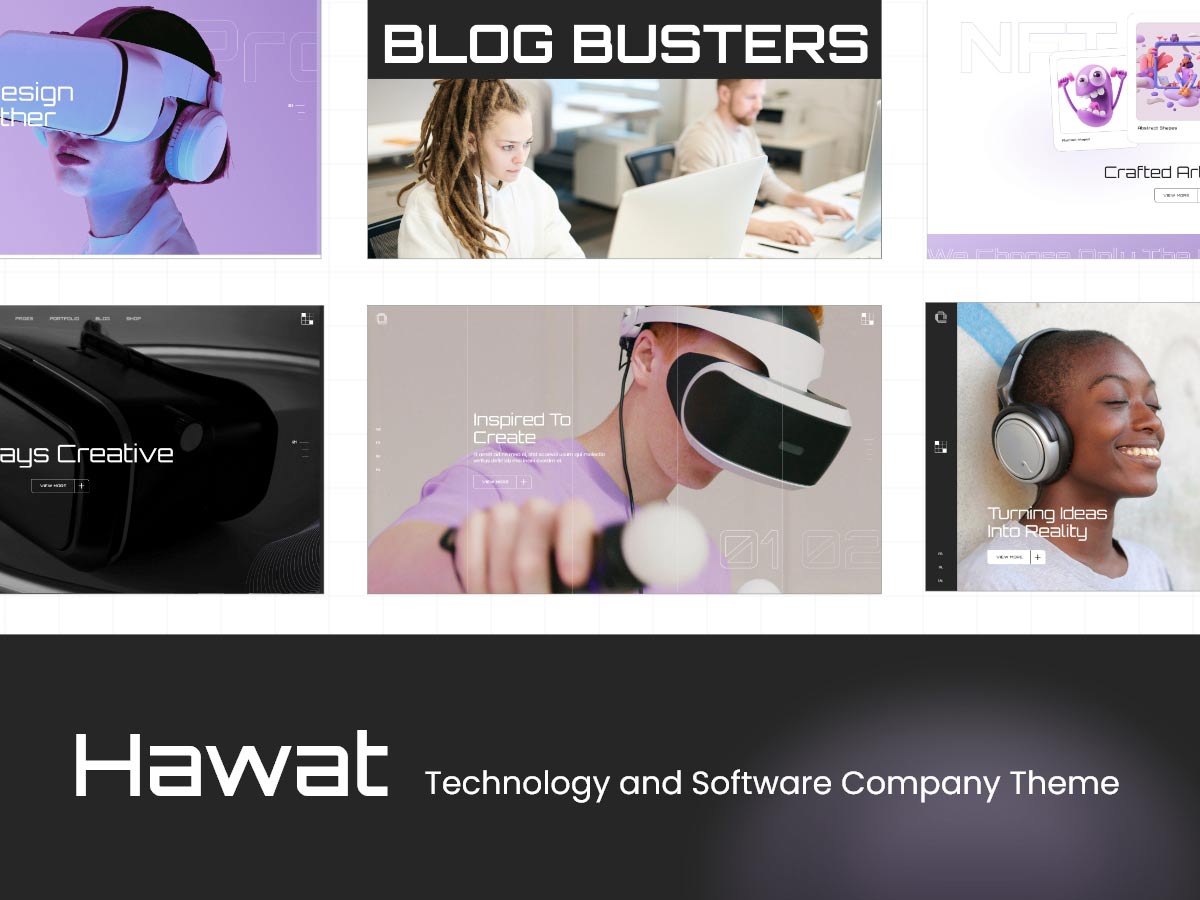 Pro
esign
ther
BLOG BUSTERS
NFT
Abstract Shapes
Crafted Art
VIEW MORE
We Choose Only The
PAGES PORTFOLIO BLOG SHOP
ays Creative
VIEW MORE +
Inspired To
Create
VIEW MORE +
01 02
Turning Ideas
Into Reality
VIEW MORE +
Hawat Technology and Software Company Theme